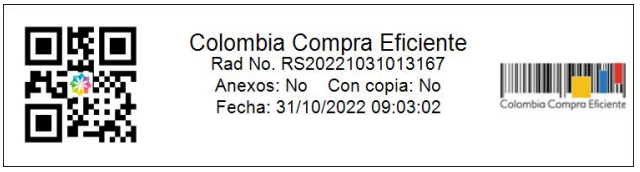 Colombia Compra Eficiente
Rad No. RS20221031013167
Anexos: No    Con copia: No
Fecha: 31/10/2022 09:03:02
Colombia Compra Eficiente